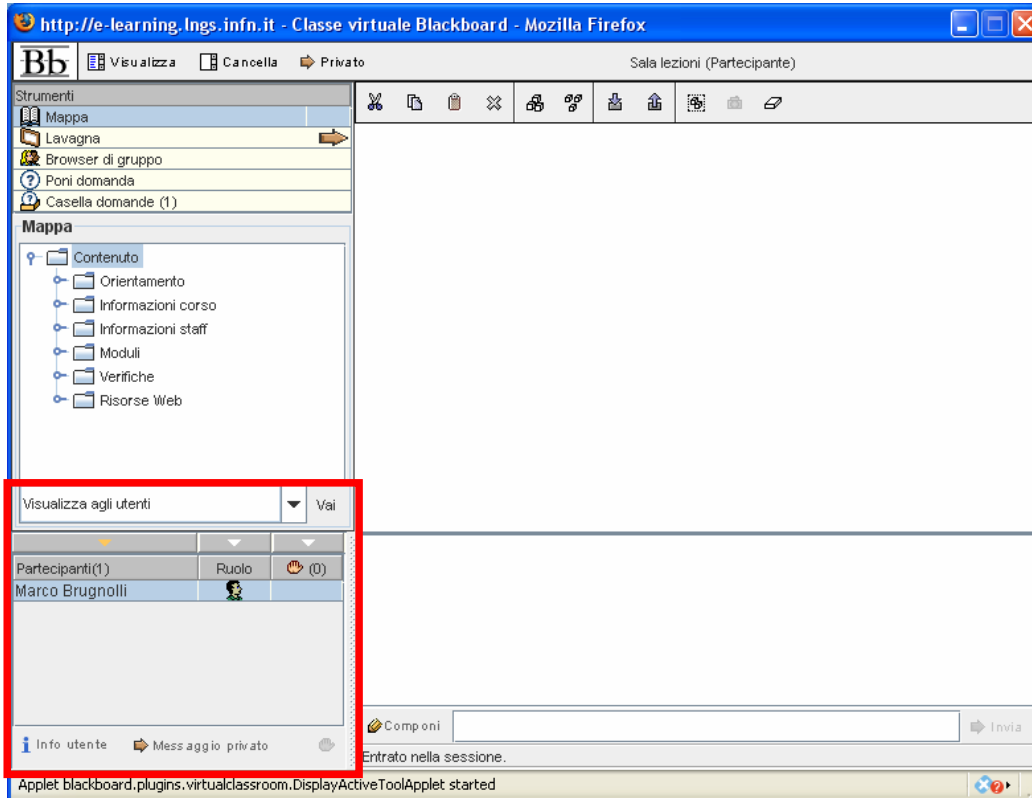 http://e-learning.lngs.infn.it - Classe virtuale Blackboard - Mozilla Firefox
Bb Visualizza Cancella Privato Sala lezioni (Partecipante)
Strumenti
Mappa
Lavagna
Browser di gruppo
Poni domanda
Casella domande (1)
Mappa
Contenuto
Orientamento
Informazioni corso
Informazioni staff
Moduli
Verifiche
Risorse Web
Visualizza agli utenti Vai
Partecipanti(1) Ruolo (0)
Marco Brugnolli
Info utente Messaggio privato
Componi Invia
Entrato nella sessione.
Applet blackboard.plugins.virtualclassroom.DisplayActiveToolApplet started